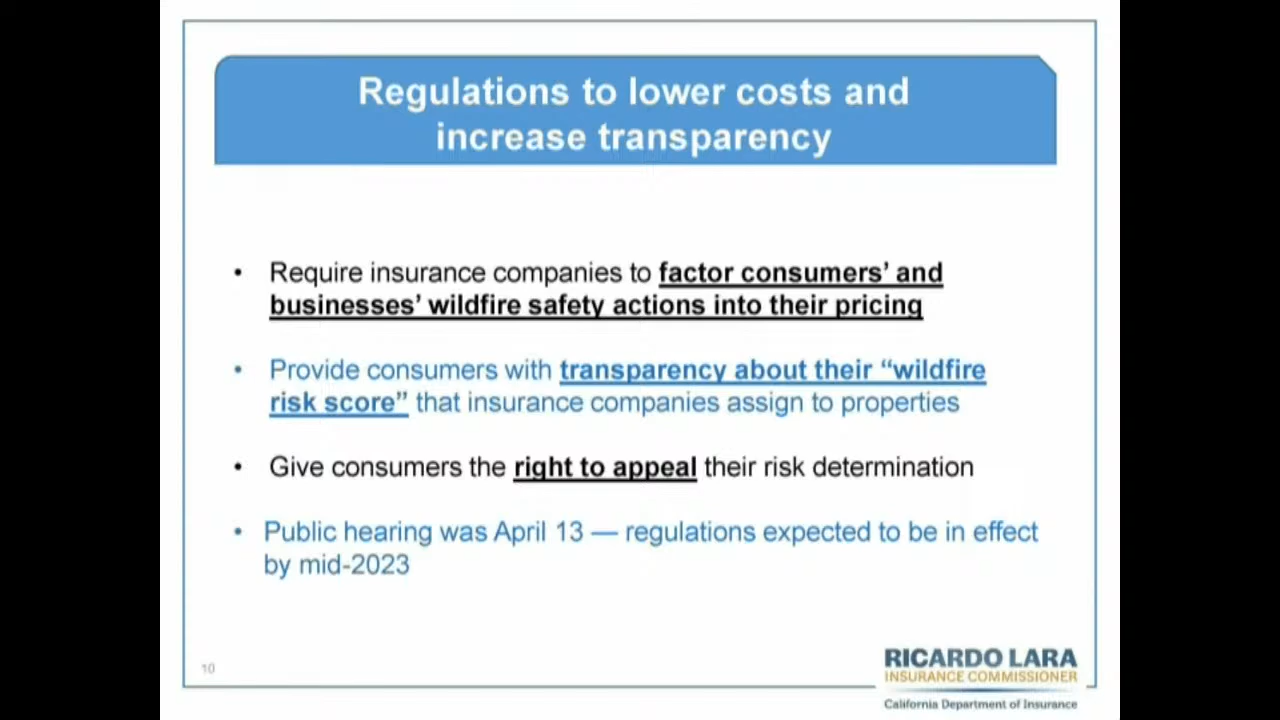 Regulations to lower costs and
increase transparency
• Require insurance companies to factor consumers’ and
businesses’ wildfire safety actions into their pricing
• Provide consumers with transparency about their “wildfire
risk score” that insurance companies assign to properties
• Give consumers the right to appeal their risk determination
• Public hearing was April 13 — regulations expected to be in effect
by mid-2023
10
RICARDO LARA
INSURANCE COMMISSIONER
California Department of Insurance